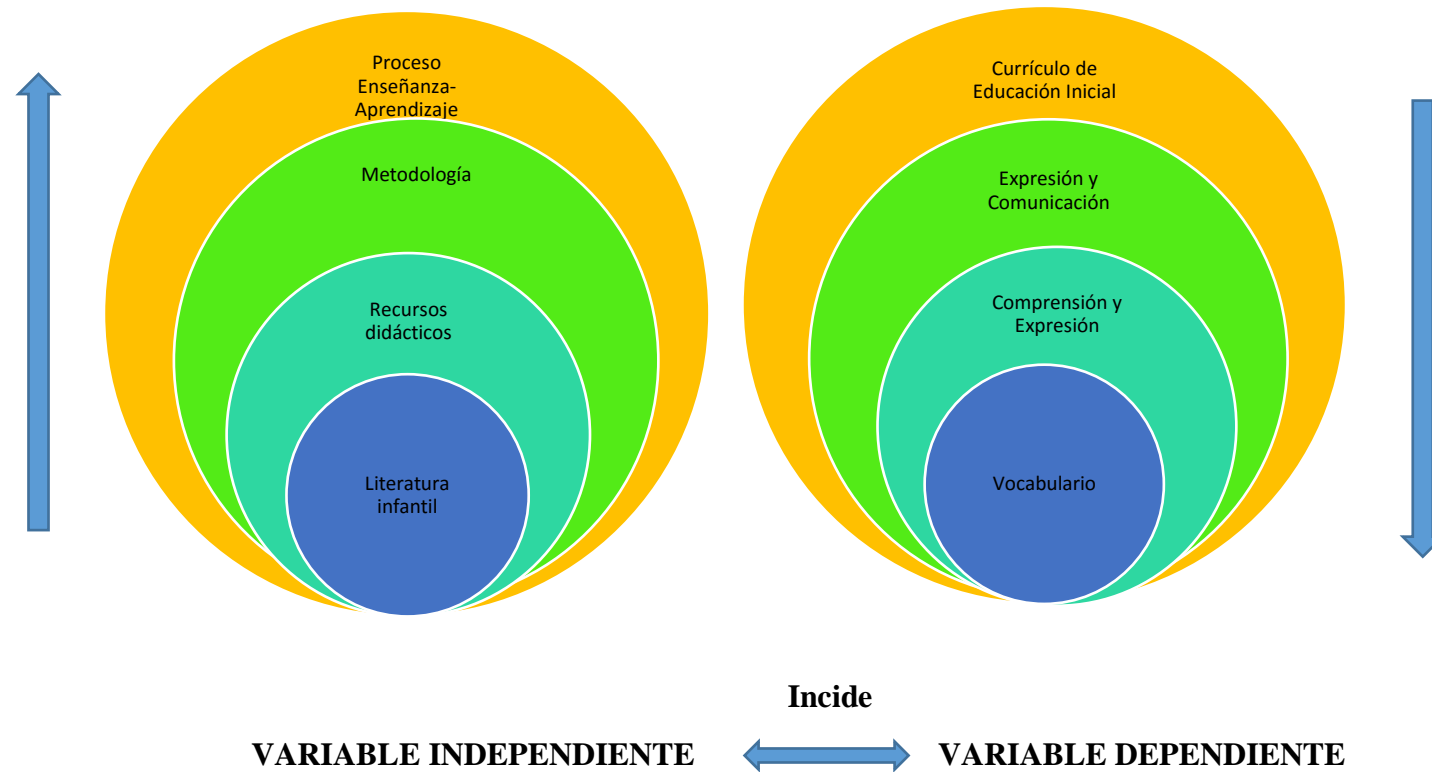 Proceso
Enseñanza-
Aprendizaje
Metodología
Recursos
didácticos
Literatura
infantil
Currículo de
Educación Inicial
Expresión y
Comunicación
Comprensión y
Expresión
Vocabulario
Incide
VARIABLE INDEPENDIENTE
VARIABLE DEPENDIENTE